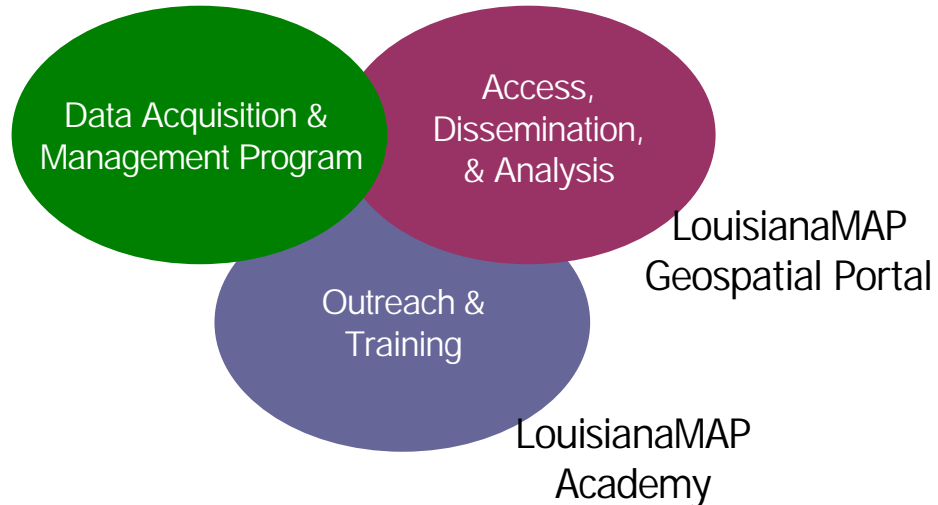 Data Acquisition &
Management Program
Access,
Dissemination,
& Analysis
LouisianaMAP
Geospatial Portal
Outreach &
Training
LouisianaMAP
Academy